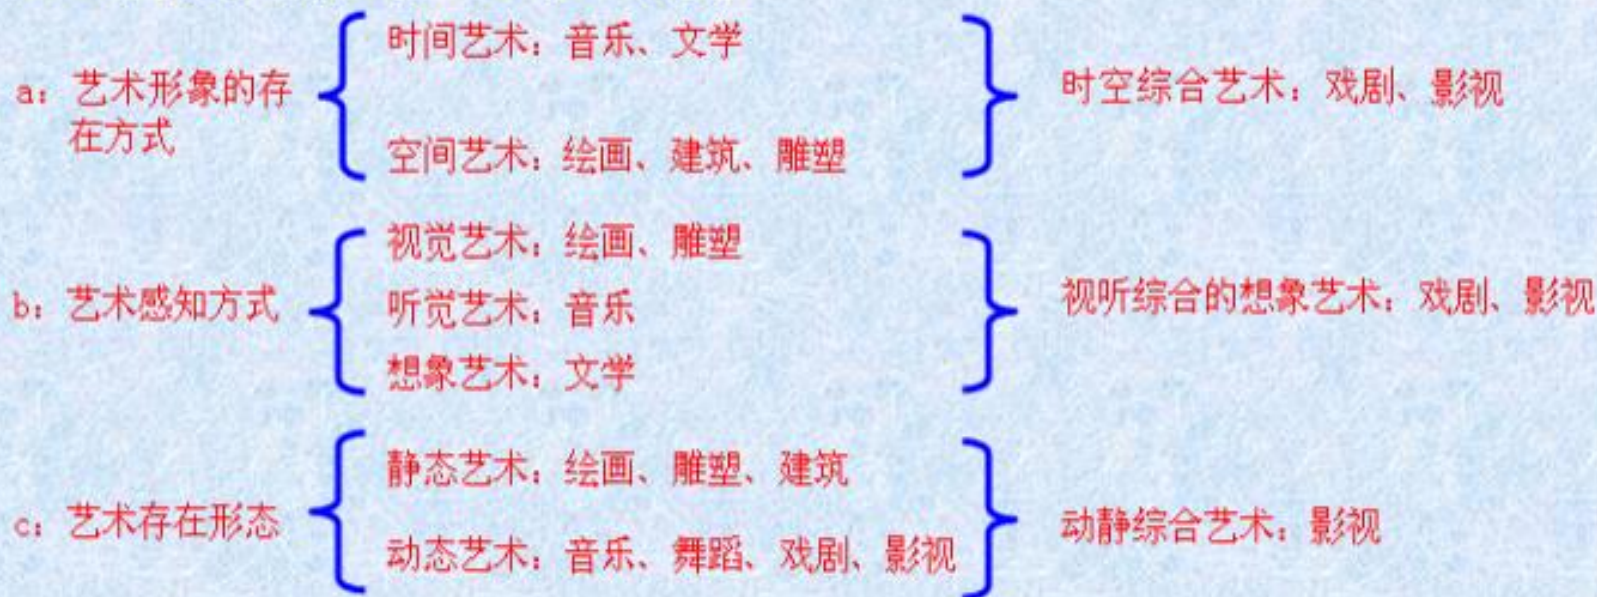 a：艺术形象的存
在方式
时间艺术：音乐、文学
空间艺术：绘画、建筑、雕塑
时空综合艺术：戏剧、影视
b：艺术感知方式
视觉艺术：绘画、雕塑
听觉艺术：音乐
想象艺术：文学
视听综合的想象艺术：戏剧、影视
c：艺术存在形态
静态艺术：绘画、雕塑、建筑
动态艺术：音乐、舞蹈、戏剧、影视
动静综合艺术：影视